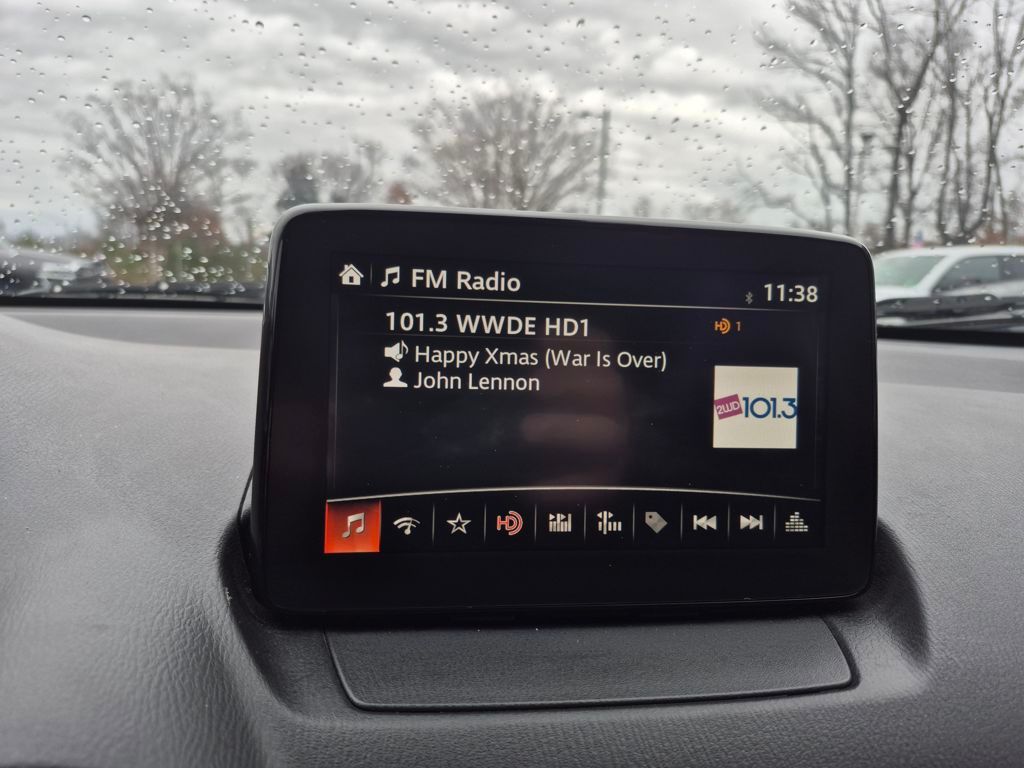 FM Radio
11:38
101.3 WWDE HD1
HD 1
Happy Xmas (War Is Over)
John Lennon
2WD 101.3
HD